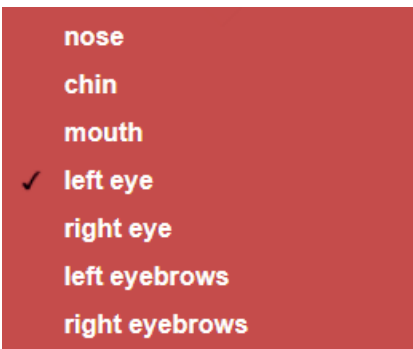 nose
chin
mouth
✓ left eye
right eye
left eyebrows
right eyebrows